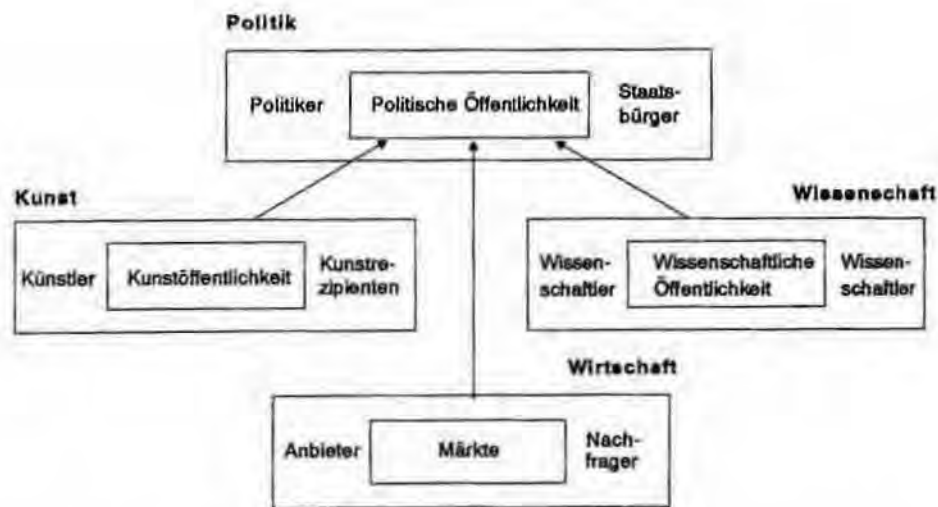 Politik
Politiker
Politische Öffentlichkeit
Staats-
bürger
Kunst
Künstler
Kunstöffentlichkeit
Kunstre-
zipienten
Wissenschaft
Wissen-
schaftler
Wissenschaftliche
Öffentlichkeit
Wissen-
schaftler
Wirtschaft
Anbieter
Märkte
Nach-
frager